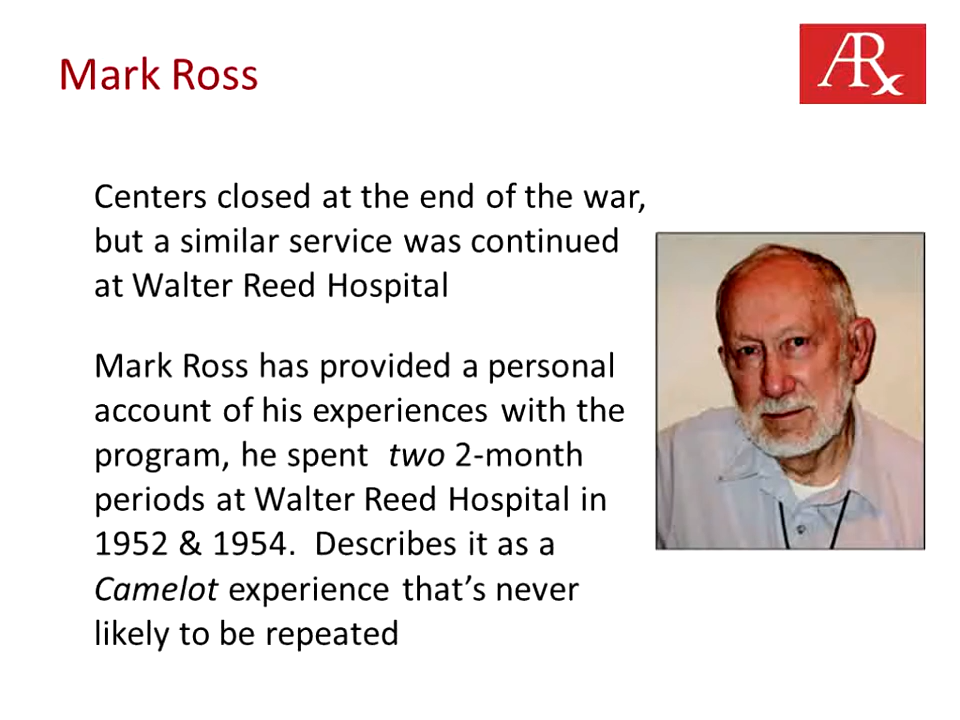 Mark Ross
ARx
Centers closed at the end of the war,
but a similar service was continued
at Walter Reed Hospital
Mark Ross has provided a personal
account of his experiences with the
program, he spent two 2-month
periods at Walter Reed Hospital in
1952 & 1954. Describes it as a
Camelot experience that’s never
likely to be repeated